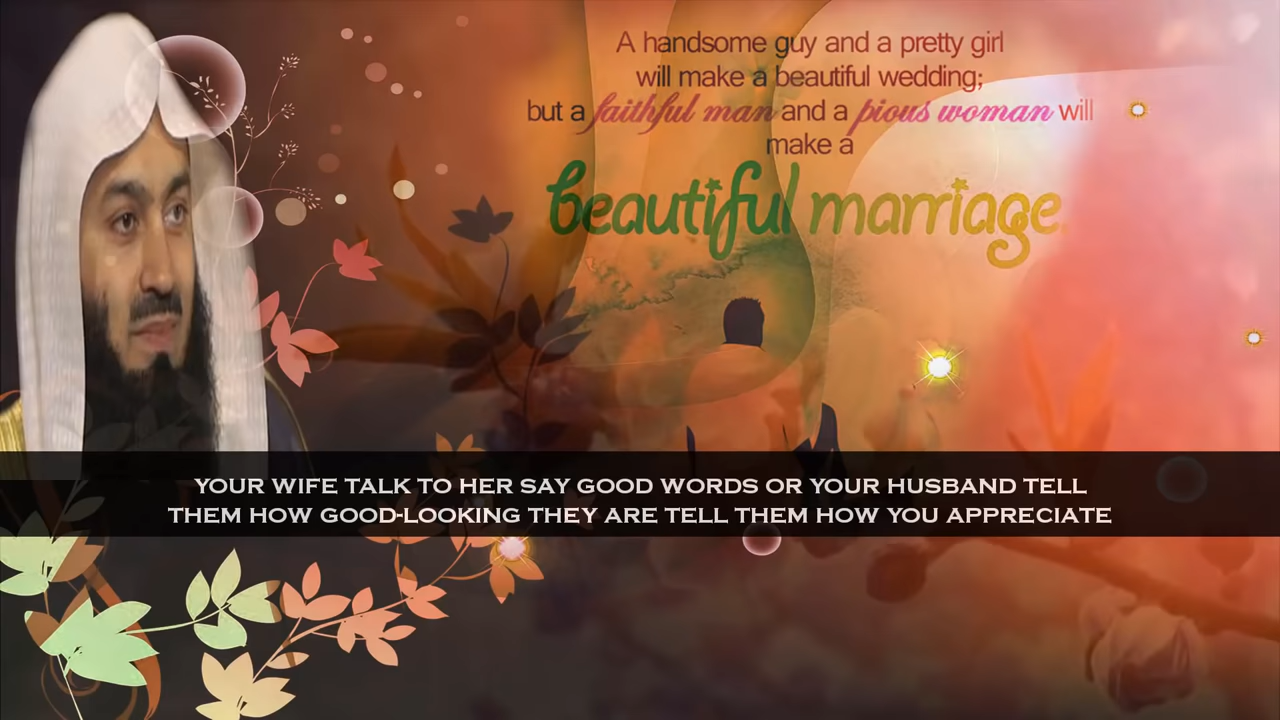 A handsome guy and a pretty girl
will make a beautiful wedding;
but a faithful man and a pious woman will
make a
beautiful marriage.
YOUR WIFE TALK TO HER SAY GOOD WORDS OR YOUR HUSBAND TELL
THEM HOW GOOD-LOOKING THEY ARE TELL THEM HOW YOU APPRECIATE